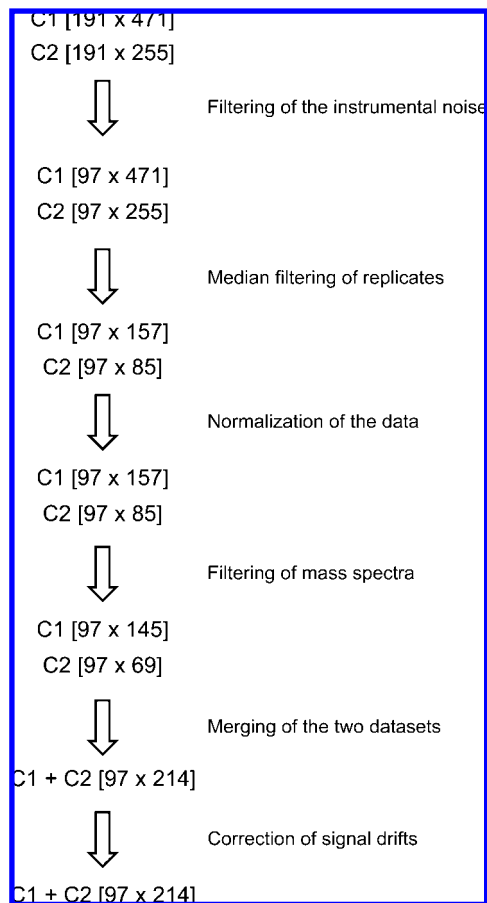 C1 [191 x 471]
C2 [191 x 255]
Filtering of the instrumental noise
C1 [97 x 471]
C2 [97 x 255]
Median filtering of replicates
C1 [97 x 157]
C2 [97 x 85]
Normalization of the data
C1 [97 x 157]
C2 [97 x 85]
Filtering of mass spectra
C1 [97 x 145]
C2 [97 x 69]
Merging of the two datasets
C1 + C2 [97 x 214]
Correction of signal drifts
C1 + C2 [97 x 214]